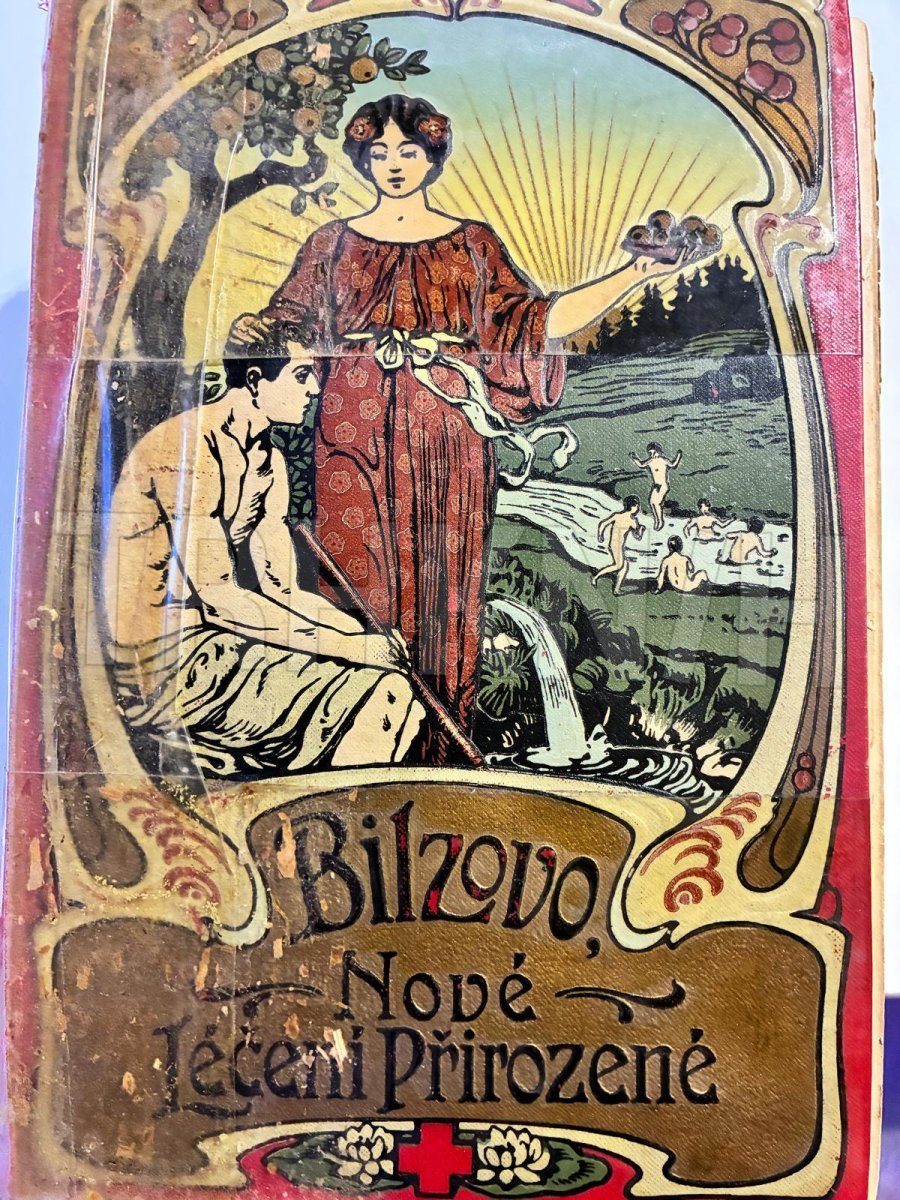 Bilzovo,
Nové
Léčení Přirozené